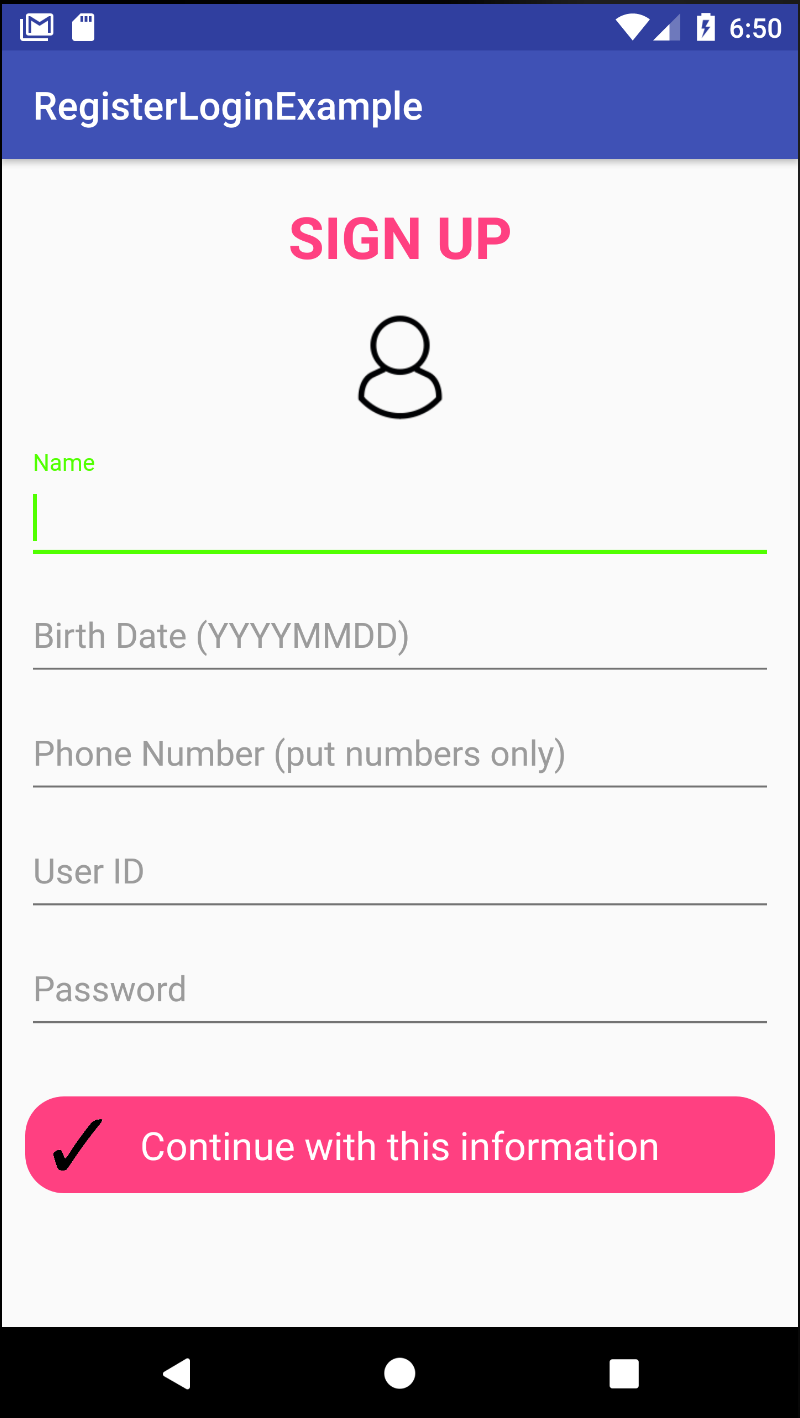 6:50
RegisterLoginExample
SIGN UP
Name
Birth Date (YYYYMMDD)
Phone Number (put numbers only)
User ID
Password
Continue with this information